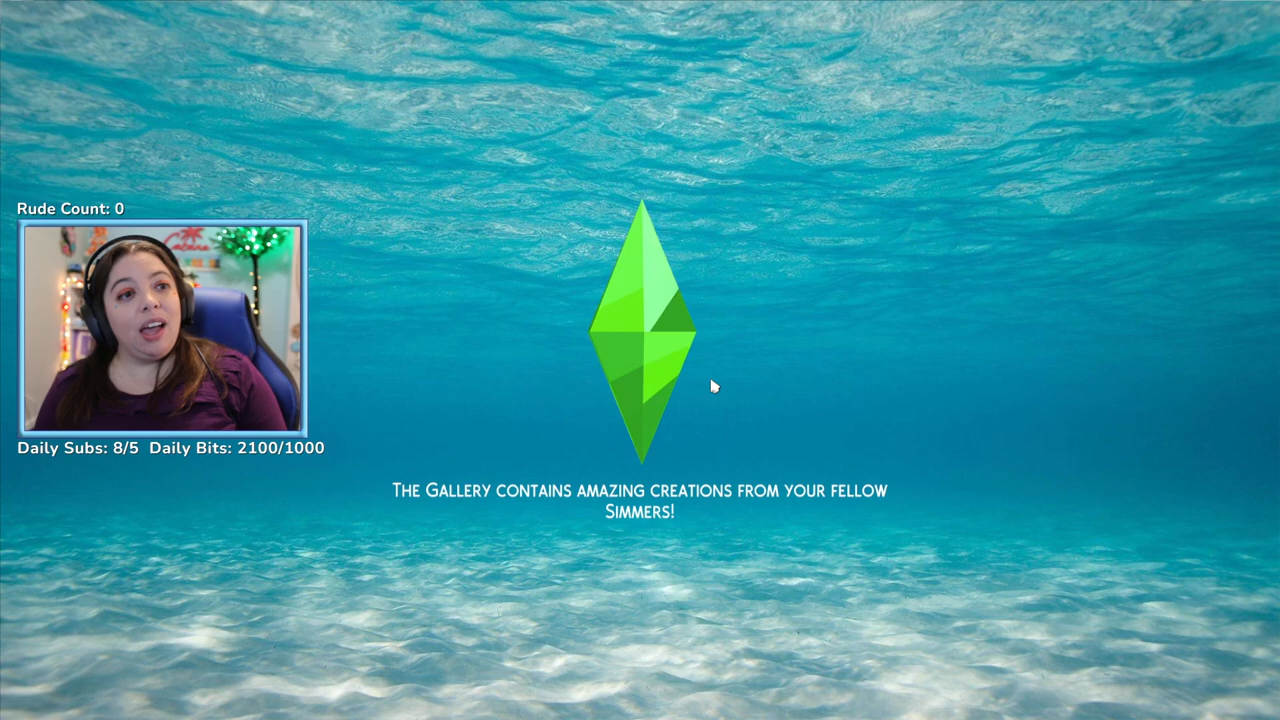 Rude Count: 0
Cabana
Daily Subs: 8/5 Daily Bits: 2100/1000
The Gallery contains amazing creations from your fellow
Simmers!